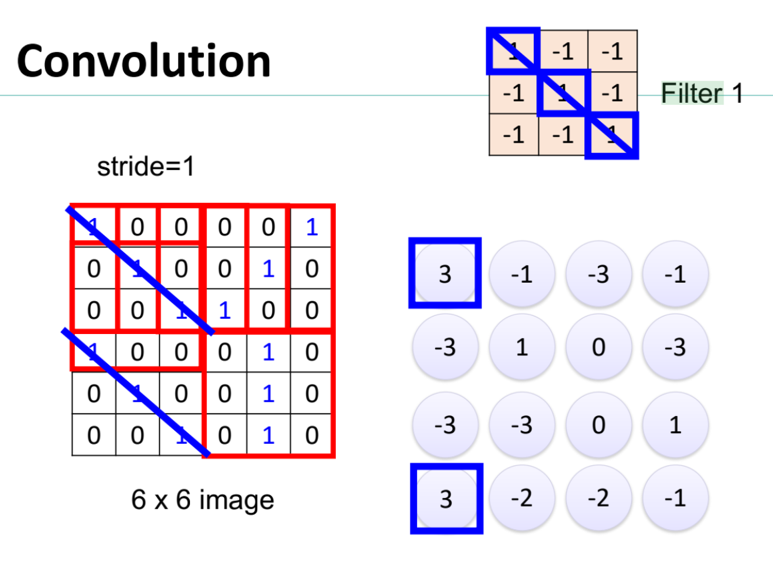 Convolution
1 -1 -1
-1 1 -1
-1 -1 1
Filter 1
stride=1
1 0 0 0 0 1
0 1 0 0 1 0
0 0 1 1 0 0
1 0 0 0 1 0
0 1 0 0 1 0
0 0 1 0 1 0
6 x 6 image
3 -1 -3 -1
-3 1 0 -3
-3 -3 0 1
3 -2 -2 -1